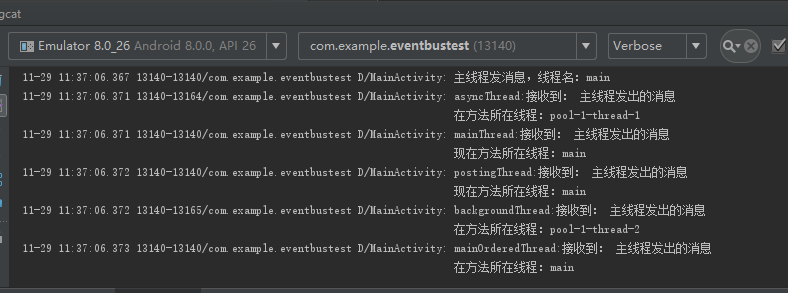 gcat
Emulator 8.0_26 Android 8.0.0, API 26 com.example.eventbustest (13140) Verbose
11-29 11:37:06.367 13140-13140/com.example.eventbustest D/MainActivity: 主线程发消息，线程名：main
11-29 11:37:06.371 13140-13164/com.example.eventbustest D/MainActivity: asyncThread:接收到： 主线程发出的消息
在方法所在线程：pool-1-thread-1
11-29 11:37:06.371 13140-13140/com.example.eventbustest D/MainActivity: mainThread:接收到： 主线程发出的消息
现在方法所在线程：main
11-29 11:37:06.372 13140-13140/com.example.eventbustest D/MainActivity: postingThread:接收到： 主线程发出的消息
现在方法所在线程：main
11-29 11:37:06.372 13140-13165/com.example.eventbustest D/MainActivity: backgroundThread:接收到： 主线程发出的消息
在方法所在线程：pool-1-thread-2
11-29 11:37:06.373 13140-13140/com.example.eventbustest D/MainActivity: mainOrderedThread:接收到： 主线程发出的消息
在方法所在线程：main